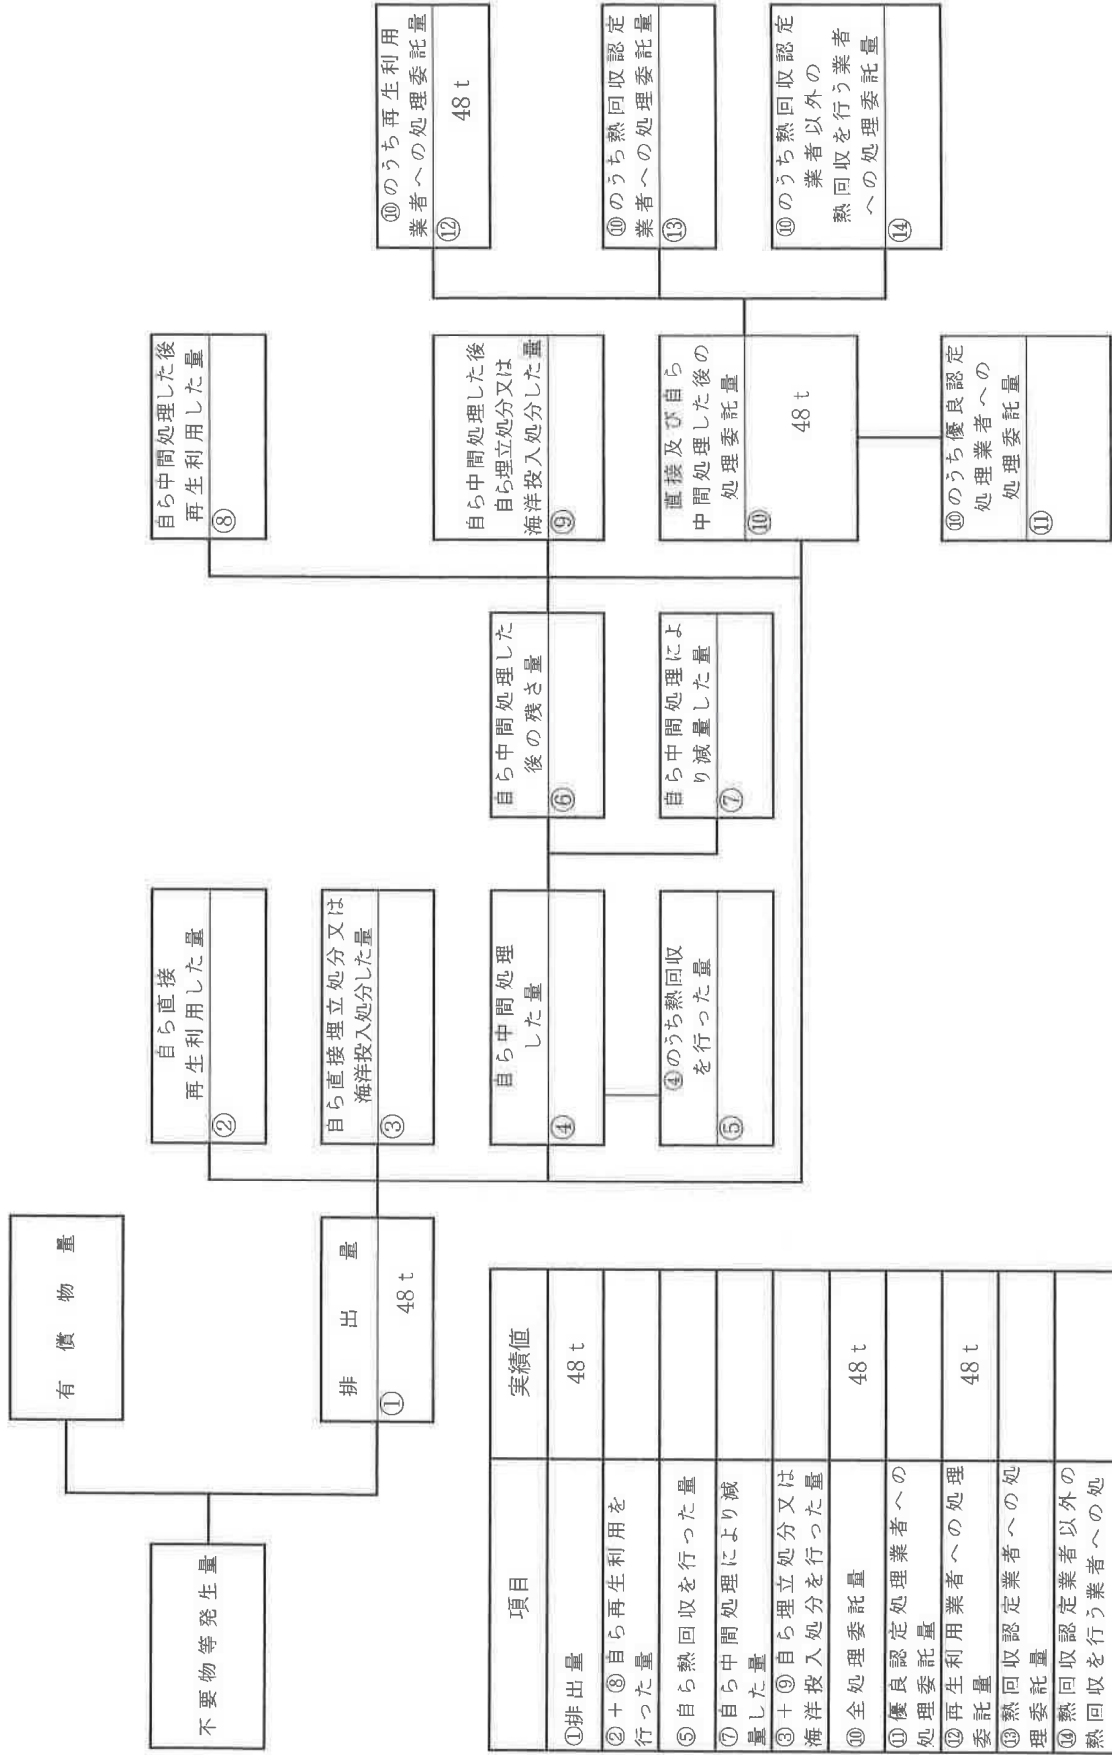 不要物等発生量
有償物量
排出量
①
48t
自ら直接
再生利用した量
②
自ら直接埋立処分又は
海洋投入処分した量
③
自ら中間処理
した量
④
④のうち熱回収
を行った量
⑤
自ら中間処理した
後の残さ量
⑥
自ら中間処理によ
り減量した量
⑦
自ら中間処理した後
再生利用した量
⑧
自ら中間処理した後
自ら埋立処分又は
海洋投入処分した量
⑨
直接及び自ら
中間処理した後の
処理委託量
⑩
48t
⑩のうち優良認定
処理業者への
処理委託量
⑪
⑩のうち再生利用
業者への処理委託量
⑫
48t
⑩のうち熱回収認定
業者への処理委託量
⑬
⑩のうち熱回収認定
業者以外の
熱回収を行う業者
への処理委託量
⑭
項目 実績値
①排出量 48t
②+⑧自ら再生利用を
行った量
⑤自ら熱回収を行った量
⑦自ら中間処理により減
量した量
③+⑨自ら埋立処分又は
海洋投入処分を行った量
⑩全処理委託量 48t
⑪優良認定処理業者への
処理委託量
⑫再生利用業者への処理
委託量 48t
⑬熱回収認定業者への処
理委託量
⑭熱回収認定業者以外の
熱回収を行う業者への処